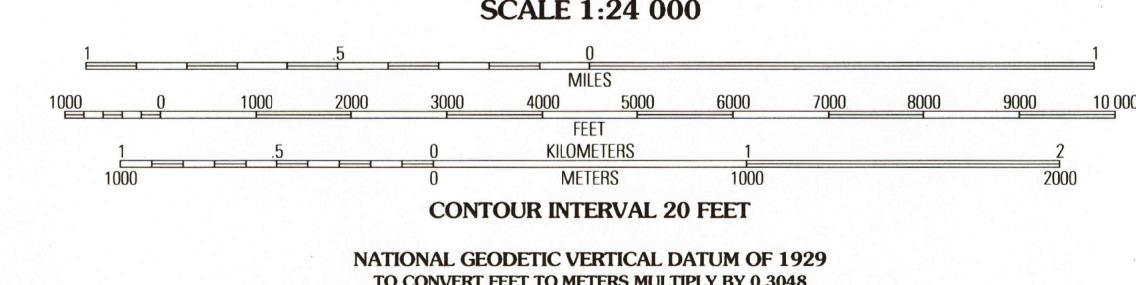 SCALE 1:24 000
1 .5 0 1
MILES
1000 0 1000 2000 3000 4000 5000 6000 7000 8000 9000 10 000
FEET
1 .5 0 KILOMETERS 1 2
1000 0 METERS 1000 2000
CONTOUR INTERVAL 20 FEET
NATIONAL GEODETIC VERTICAL DATUM OF 1929
TO CONVERT FEET TO METERS MULTIPLY BY 0.3048